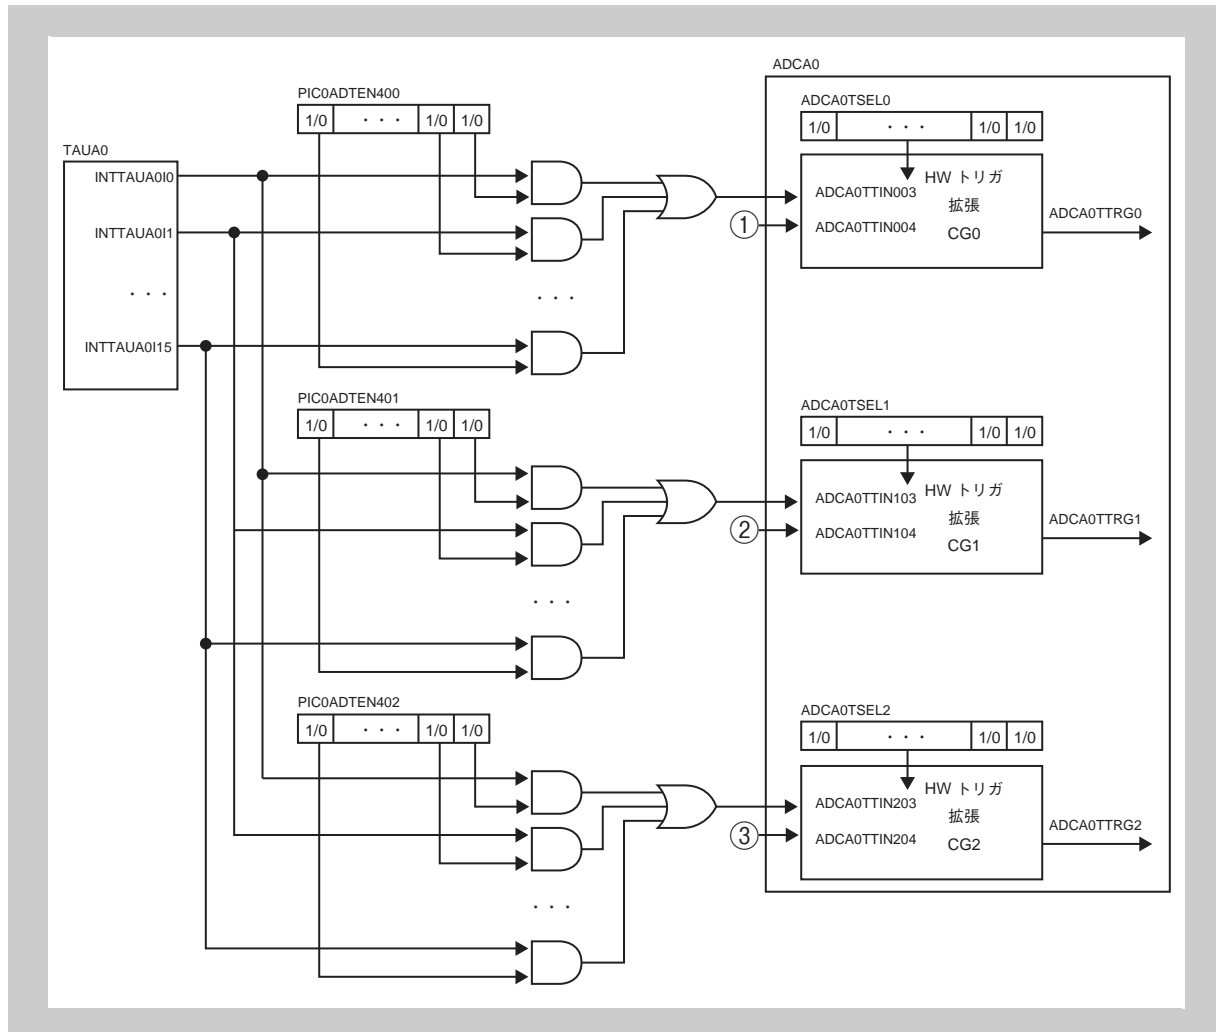 ADCA0
PIC0ADTEN400
1/0 ・・・ 1/0 1/0
ADCA0TSEL0
1/0 ・・・ 1/0 1/0
TAUA0
INTTAUA0I0
INTTAUA0I1
・・・
INTTAUA0I15
・・・
①
ADCA0TTIN003
ADCA0TTIN004
HW トリガ
拡張
CG0
ADCA0TTRG0
PIC0ADTEN401
1/0 ・・・ 1/0 1/0
ADCA0TSEL1
1/0 ・・・ 1/0 1/0
・・・
②
ADCA0TTIN103
ADCA0TTIN104
HW トリガ
拡張
CG1
ADCA0TTRG1
PIC0ADTEN402
1/0 ・・・ 1/0 1/0
ADCA0TSEL2
1/0 ・・・ 1/0 1/0
・・・
③
ADCA0TTIN203
ADCA0TTIN204
HW トリガ
拡張
CG2
ADCA0TTRG2